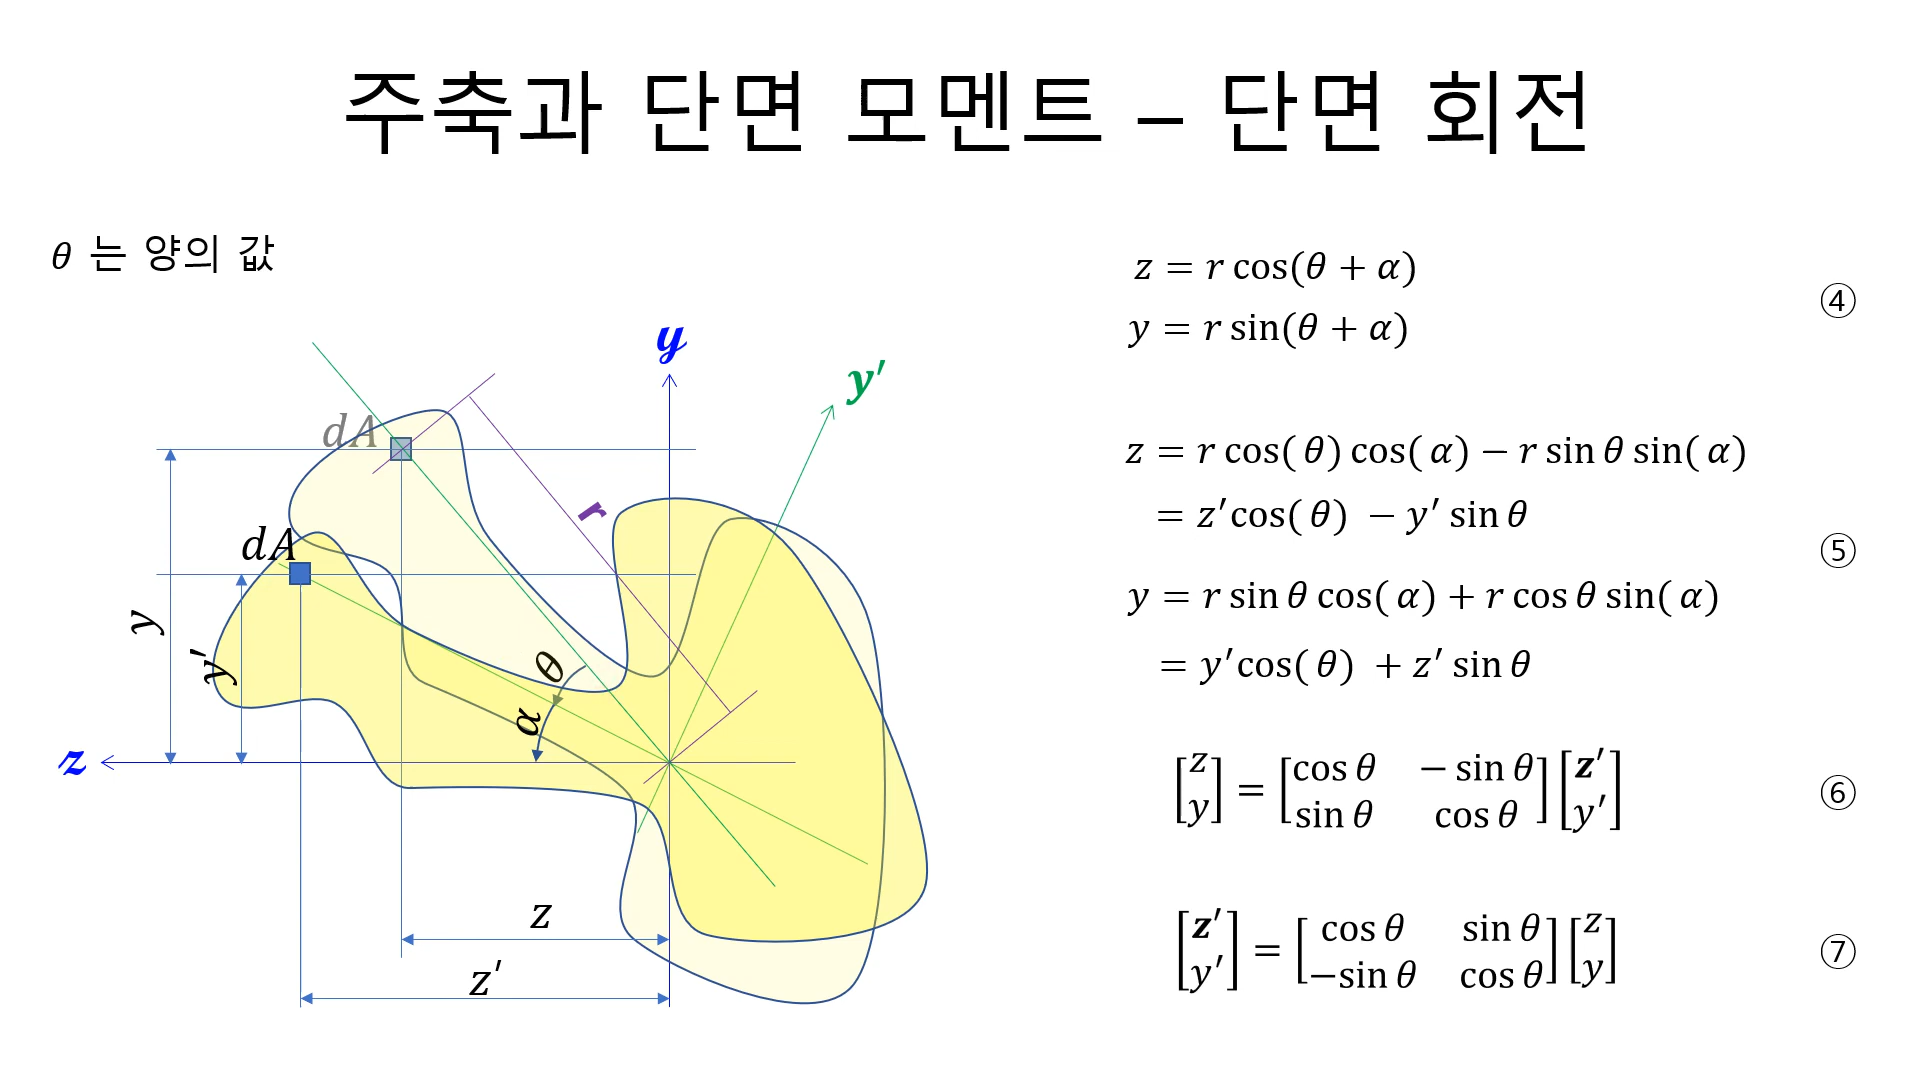 주축과 단면 모멘트 – 단면 회전
θ 는 양의 값
z = r cos(θ + α)
y = r sin(θ + α)
④
z = r cos( θ) cos( α) − r sin θ sin( α)
= z′cos( θ) − y′ sin θ
⑤
y = r sin θ cos( α) + r cos θ sin( α)
= y′cos( θ) + z′ sin θ
[z y] = [cos θ − sin θ sin θ cos θ] [z′ y′]
⑥
[z′ y′] = [cos θ sin θ −sin θ cos θ] [z y]
⑦
y
y′
dA
r
dA
y
y′
θ
α
z
z
z′